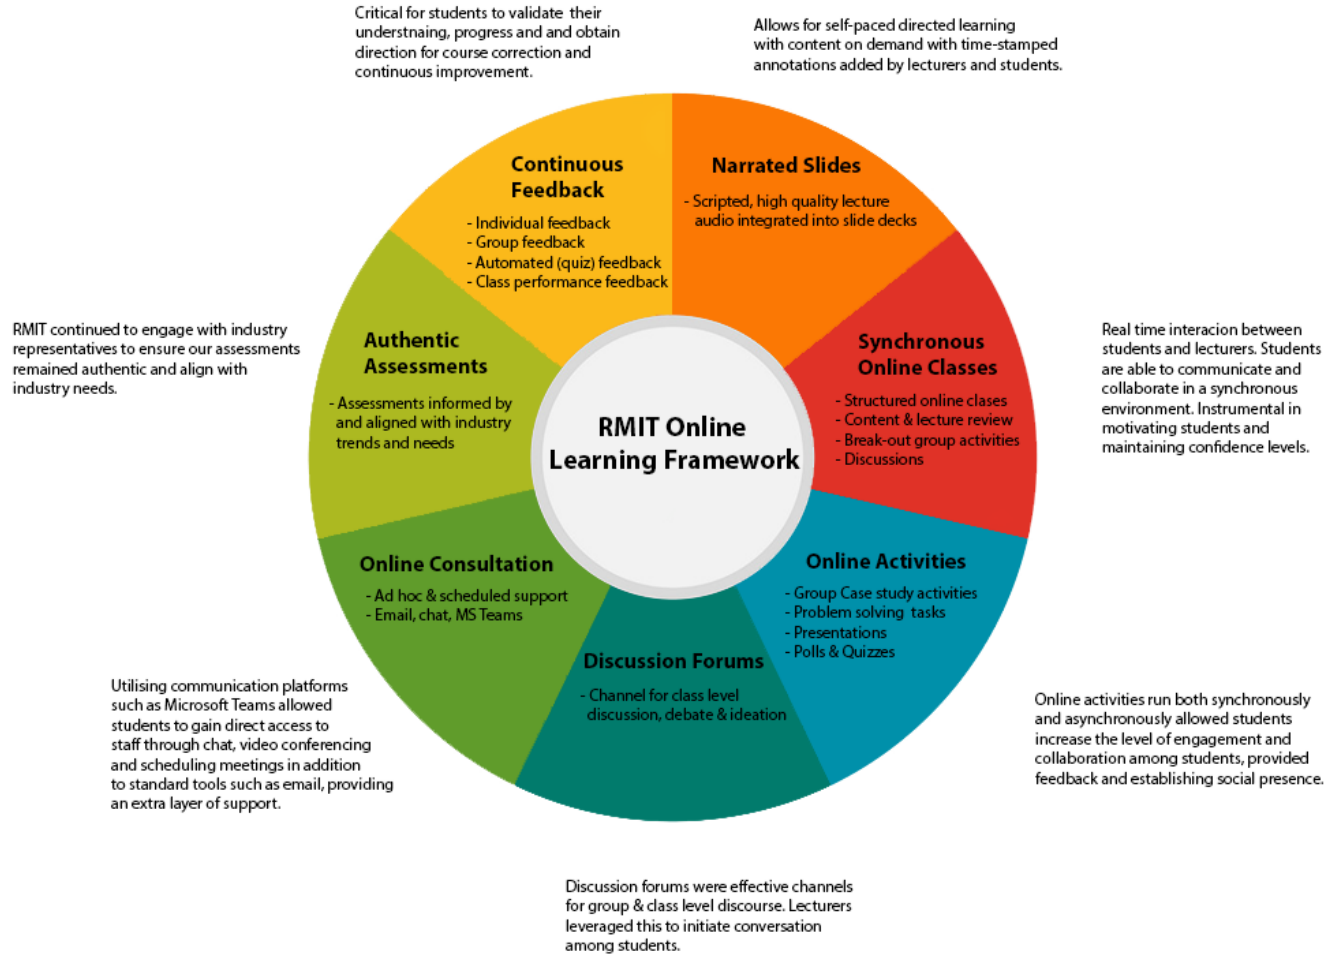 Critical for students to validate their
understnaing, progress and and obtain
direction for course correction and
continuous improvement.
Allows for self-paced directed learning
with content on demand with time-stamped
annotations added by lecturers and students.
Continuous
Feedback
- Individual feedback
- Group feedback
- Automated (quiz) feedback
- Class performance feedback
Narrated Slides
- Scripted, high quality lecture
audio integrated into slide decks
RMIT continued to engage with industry
representatives to ensure our assessments
remained authentic and align with
industry needs.
Authentic
Assessments
- Assessments informed by
and aligned with industry
trends and needs
RMIT Online
Learning Framework
Synchronous
Online Classes
- Structured online clases
- Content & lecture review
- Break-out group activities
- Discussions
Real time interacion between
students and lecturers. Students
are able to communicate and
collaborate in a synchronous
environment. Instrumental in
motivating students and
maintaining confidence levels.
Online Consultation
- Ad hoc & scheduled support
- Email, chat, MS Teams
Online Activities
- Group Case study activities
- Problem solving tasks
- Presentations
- Polls & Quizzes
Discussion Forums
- Channel for class level
discussion, debate & ideation
Utilising communication platforms
such as Microsoft Teams allowed
students to gain direct access to
staff through chat, video conferencing
and scheduling meetings in addition
to standard tools such as email, providing
an extra layer of support.
Online activities run both synchronously
and asynchronously allowed students
increase the level of engagement and
collaboration among students, provided
feedback and establishing social presence.
Discussion forums were effective channels
for group & class level discourse. Lecturers
leveraged this to initiate conversation
among students.